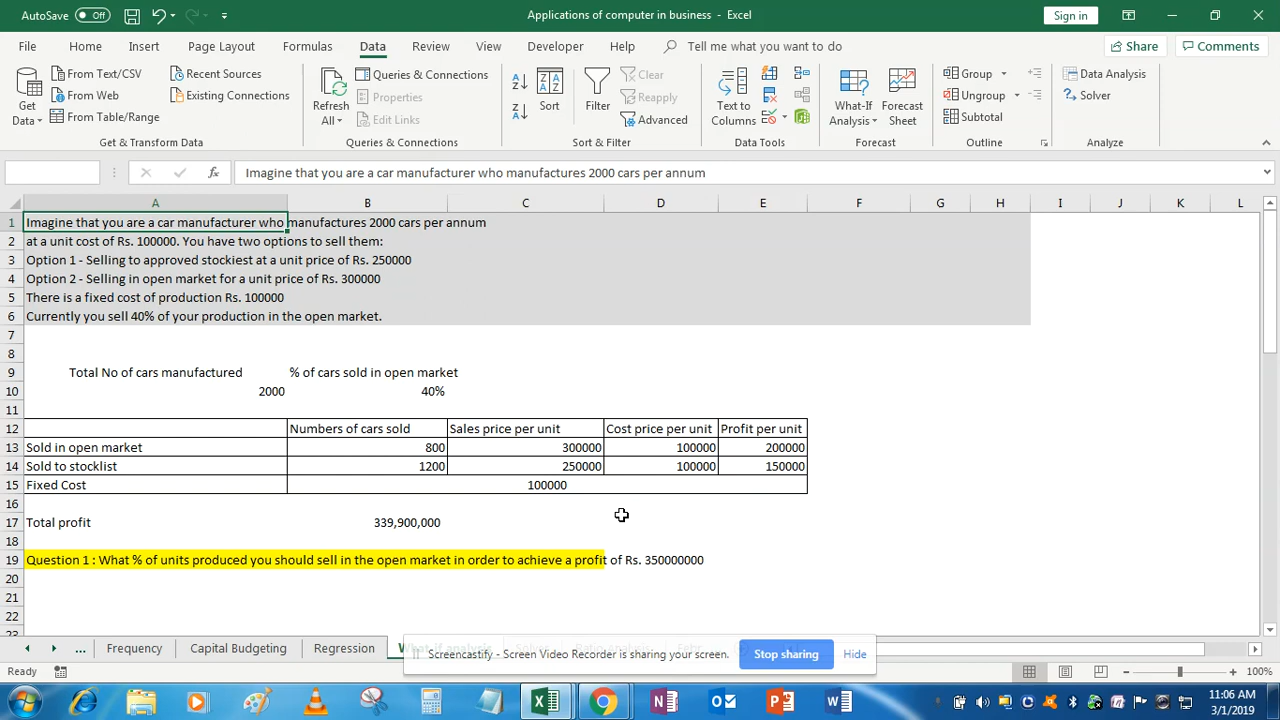 AutoSave Off
Applications of computer in business - Excel
Sign in
File Home Insert Page Layout Formulas Data Review View Developer Help Tell me what you want to do
Share Comments
Get Data
From Text/CSV
From Web
From Table/Range
Recent Sources
Existing Connections
Get & Transform Data
Refresh All
Queries & Connections
Properties
Edit Links
Queries & Connections
Sort
Filter
Clear
Reapply
Advanced
Sort & Filter
Text to Columns
Data Tools
What-If Analysis
Forecast Sheet
Forecast
Group
Ungroup
Subtotal
Outline
Data Analysis
Solver
Analyze
fx Imagine that you are a car manufacturer who manufactures 2000 cars per annum
A B C D E F G H I J K L
1 Imagine that you are a car manufacturer who manufactures 2000 cars per annum
2 at a unit cost of Rs. 100000. You have two options to sell them:
3 Option 1 - Selling to approved stockiest at a unit price of Rs. 250000
4 Option 2 - Selling in open market for a unit price of Rs. 300000
5 There is a fixed cost of production Rs. 100000
6 Currently you sell 40% of your production in the open market.
7
8
9 Total No of cars manufactured % of cars sold in open market
10 2000 40%
11
12 Numbers of cars sold Sales price per unit Cost price per unit Profit per unit
13 Sold in open market 800 300000 100000 200000
14 Sold to stocklist 1200 250000 100000 150000
15 Fixed Cost 100000
16
17 Total profit 339,900,000
18
19 Question 1 : What % of units produced you should sell in the open market in order to achieve a profit of Rs. 350000000
20
21
22
23
... Frequency Capital Budgeting Regression
Screencastify - Screen Video Recorder is sharing your screen. Stop sharing Hide
Ready
100%
11:06 AM
3/1/2019